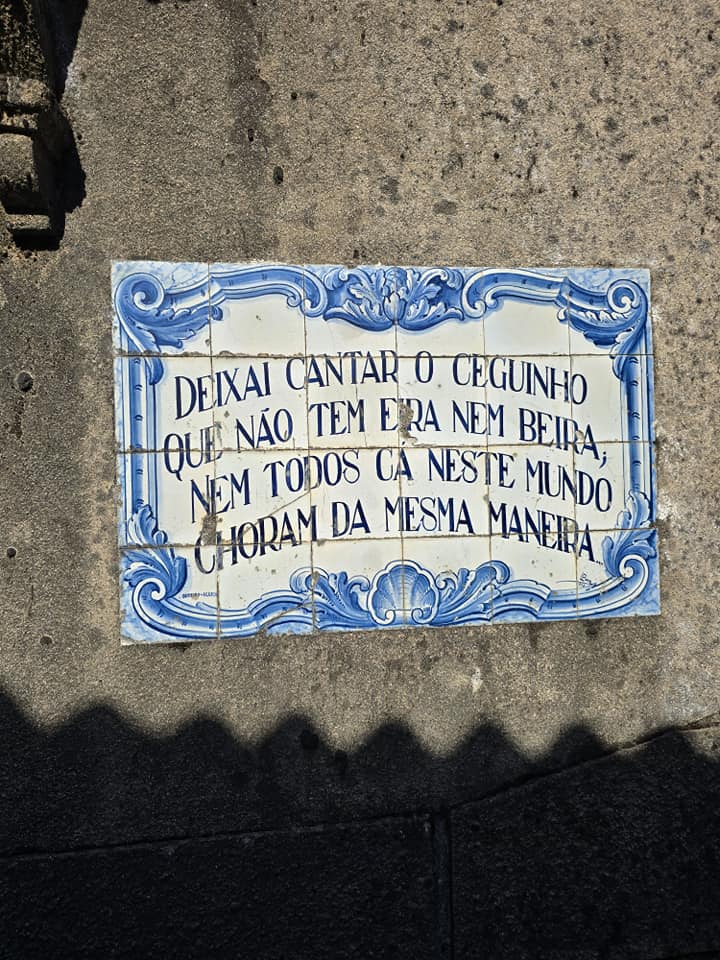 DEIXAI CANTAR O CEGUINHO
QUE NÃO TEM EIRA NEM BEIRA,
NEM TODOS CÁ NESTE MUNDO
CHORAM DA MESMA MANEIRA...